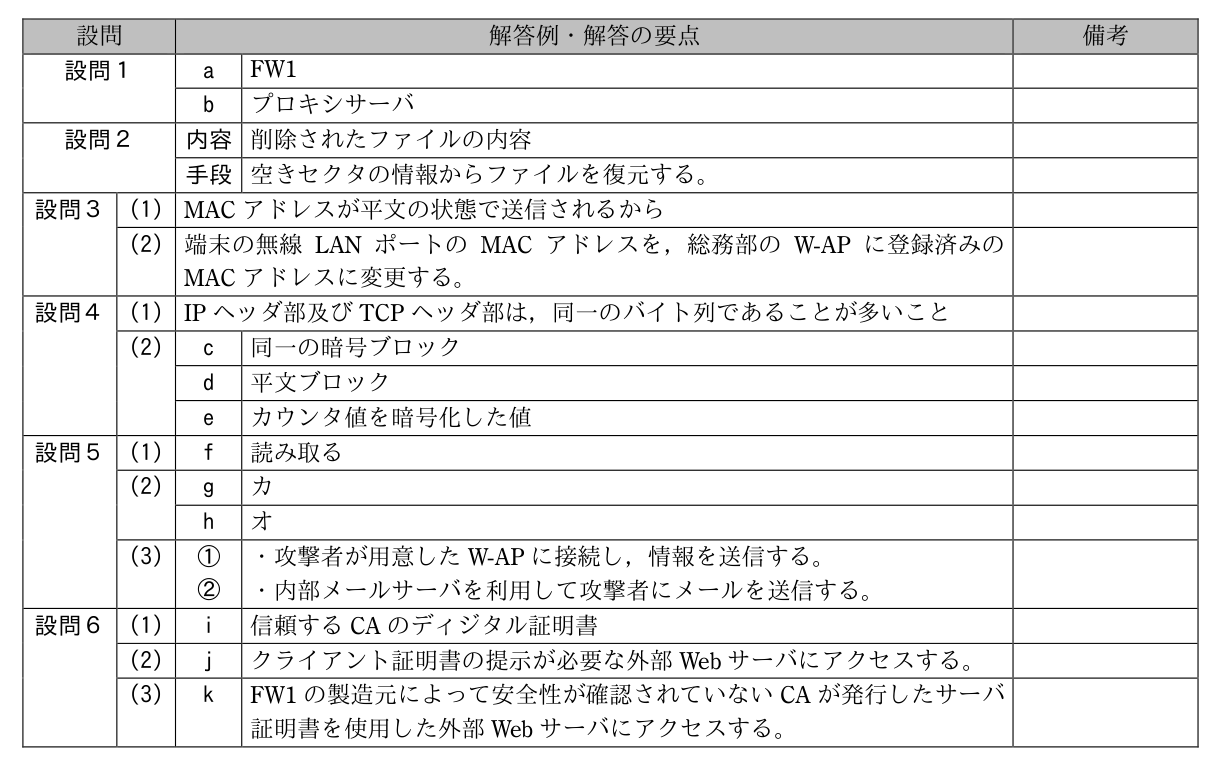 設問 解答例・解答の要点 備考
設問1 a FW1
b プロキシサーバ
設問2 内容 削除されたファイルの内容
手段 空きセクタの情報からファイルを復元する。
設問3 (1) MAC アドレスが平文の状態で送信されるから
(2) 端末の無線 LAN ポートの MAC アドレスを，総務部の W-AP に登録済みの
MAC アドレスに変更する。
設問4 (1) IP ヘッダ部及び TCP ヘッダ部は，同一のバイト列であることが多いこと
(2) c 同一の暗号ブロック
d 平文ブロック
e カウンタ値を暗号化した値
設問5 (1) f 読み取る
(2) g カ
h オ
(3) ① ・攻撃者が用意した W-AP に接続し，情報を送信する。
② ・内部メールサーバを利用して攻撃者にメールを送信する。
設問6 (1) i 信頼する CA のディジタル証明書
(2) j クライアント証明書の提示が必要な外部 Web サーバにアクセスする。
(3) k FW1 の製造元によって安全性が確認されていない CA が発行したサーバ
証明書を使用した外部 Web サーバにアクセスする。